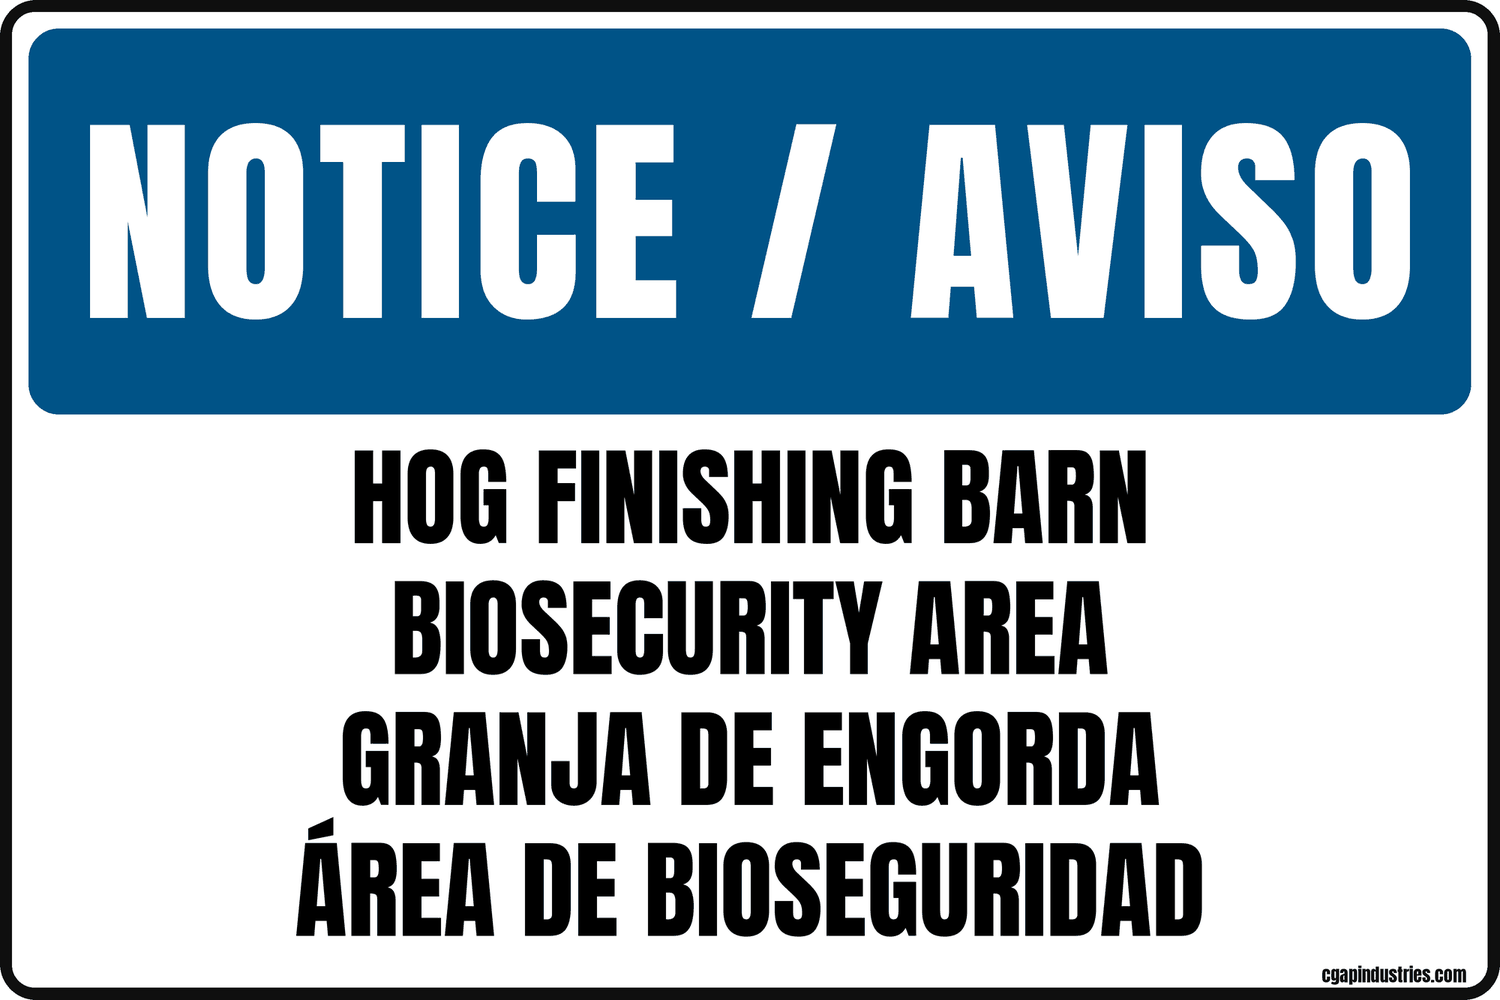 NOTICE / AVISO
HOG FINISHING BARN
BIOSECURITY AREA
GRANJA DE ENGORDA
ÁREA DE BIOSEGURIDAD
cgapindustries.com